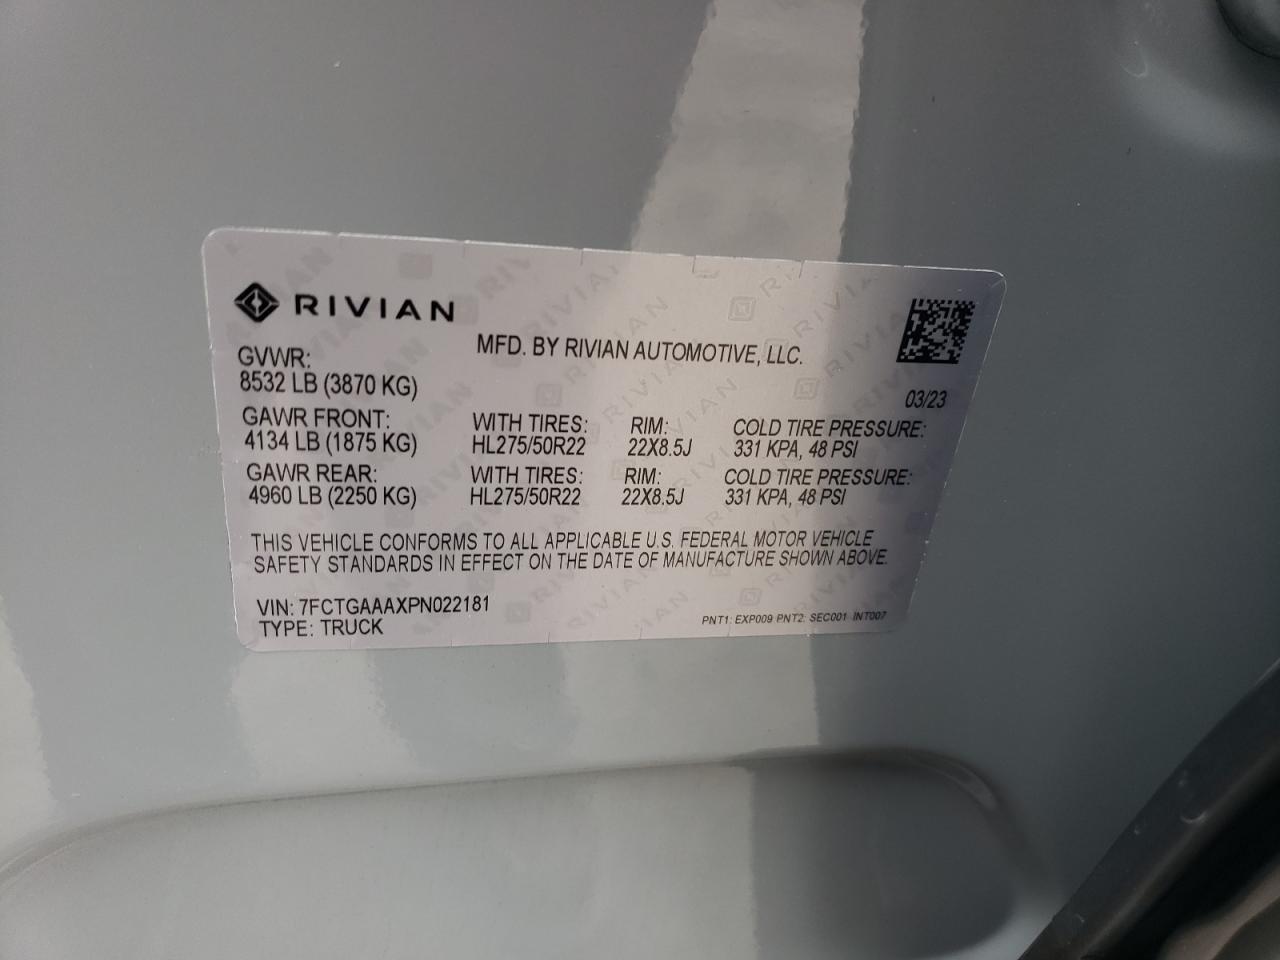 RIVIAN
MFD. BY RIVIAN AUTOMOTIVE, LLC.
GVWR:
8532 LB (3870 KG)
03/23
GAWR FRONT: WITH TIRES: RIM: COLD TIRE PRESSURE:
4134 LB (1875 KG) HL275/50R22 22X8.5J 331 KPA, 48 PSI
GAWR REAR: WITH TIRES: RIM: COLD TIRE PRESSURE:
4960 LB (2250 KG) HL275/50R22 22X8.5J 331 KPA, 48 PSI
THIS VEHICLE CONFORMS TO ALL APPLICABLE U.S. FEDERAL MOTOR VEHICLE
SAFETY STANDARDS IN EFFECT ON THE DATE OF MANUFACTURE SHOWN ABOVE.
VIN: 7FCTGAAAXPN022181
TYPE: TRUCK
PNT1: EXP009 PNT2: SEC001 INT007